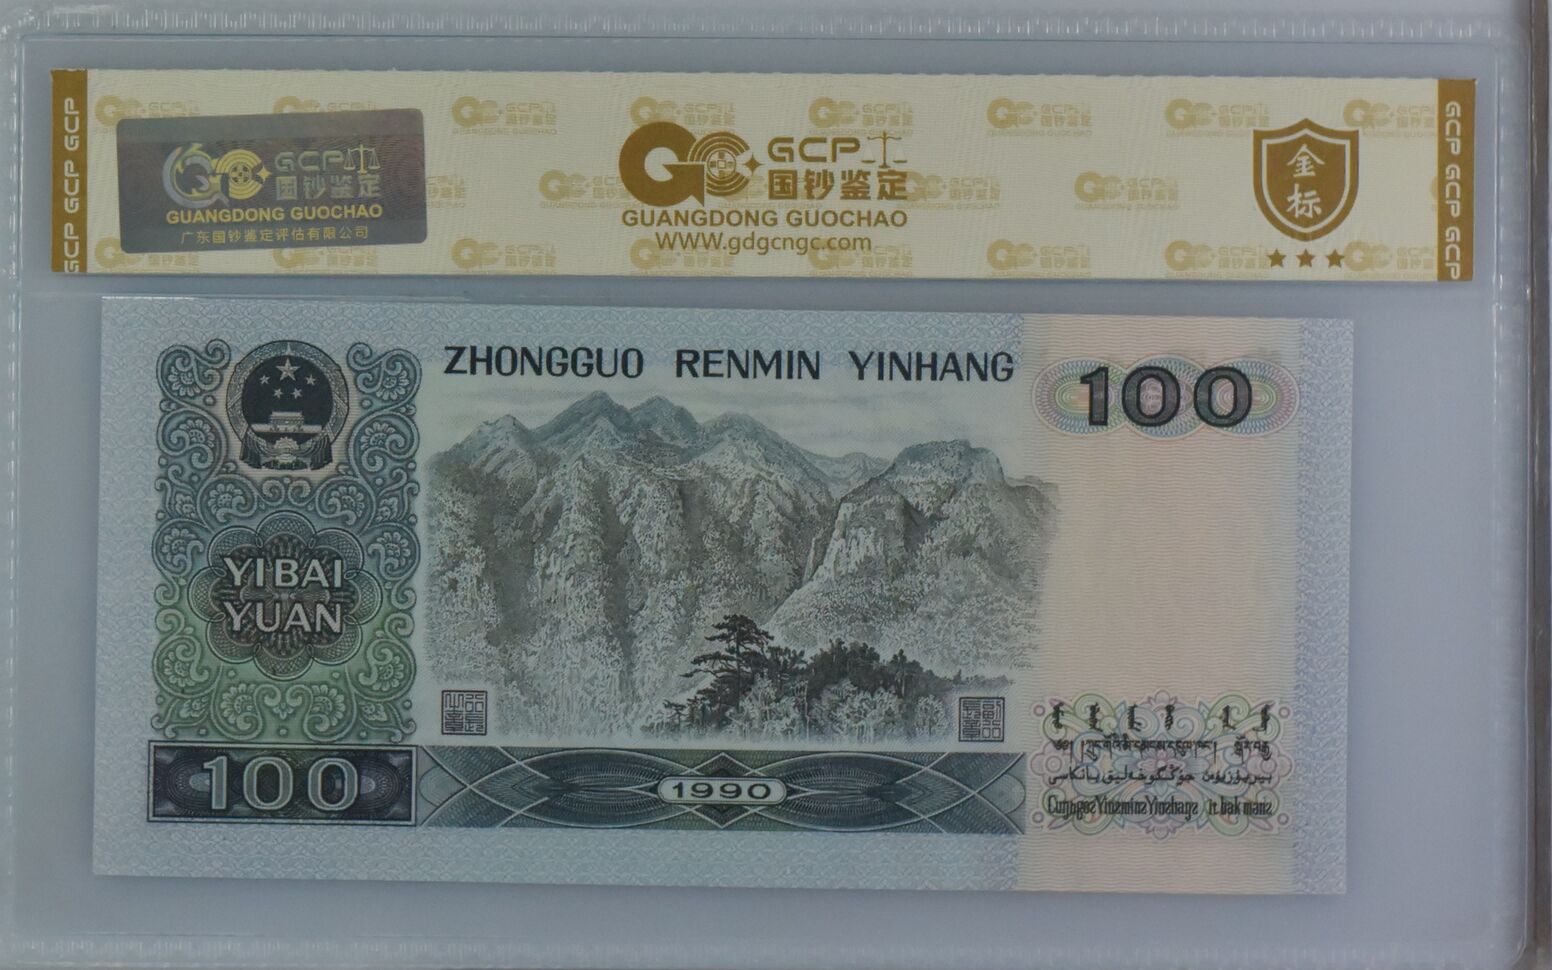 GCP
国钞鉴定
GUANGDONG GUOCHAO
广东国钞鉴定评估有限公司
GCP
国钞鉴定
GUANGDONG GUOCHAO
WWW.gdgcngc.com
金标
GCP GCP GCP
GCP GCP GCP
ZHONGGUO RENMIN YINHANG
100
YIBAI
YUAN
100
1990